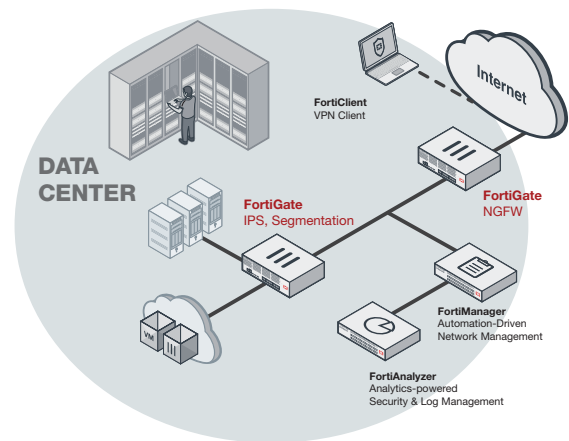 Internet
FortiClient
VPN Client
DATA
CENTER
FortiGate
NGFW
FortiGate
IPS, Segmentation
VM
FortiManager
Automation-Driven
Network Management
FortiAnalyzer
Analytics-powered
Security & Log Management